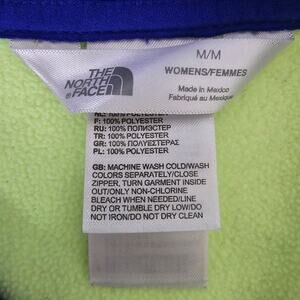 M/M
THE
NORTH
FACE
WOMENS/FEMMES
Made in Mexico
Fabriqué au Mexique
NL: 100% POLYESTER
F: 100% POLYESTER
RU: 100% ПОЛИЭСТЕР
TR: 100% POLYESTER
GR: 100% ΠΟΛΥΕΣΤΕΡΑΣ
PL: 100% POLYESTER
GB: MACHINE WASH COLD/WASH
COLORS SEPARATELY/CLOSE
ZIPPER, TURN GARMENT INSIDE
OUT/ONLY NON-CHLORINE
BLEACH WHEN NEEDED/LINE
DRY OR TUMBLE DRY LOW/DO
NOT IRON/DO NOT DRY CLEAN